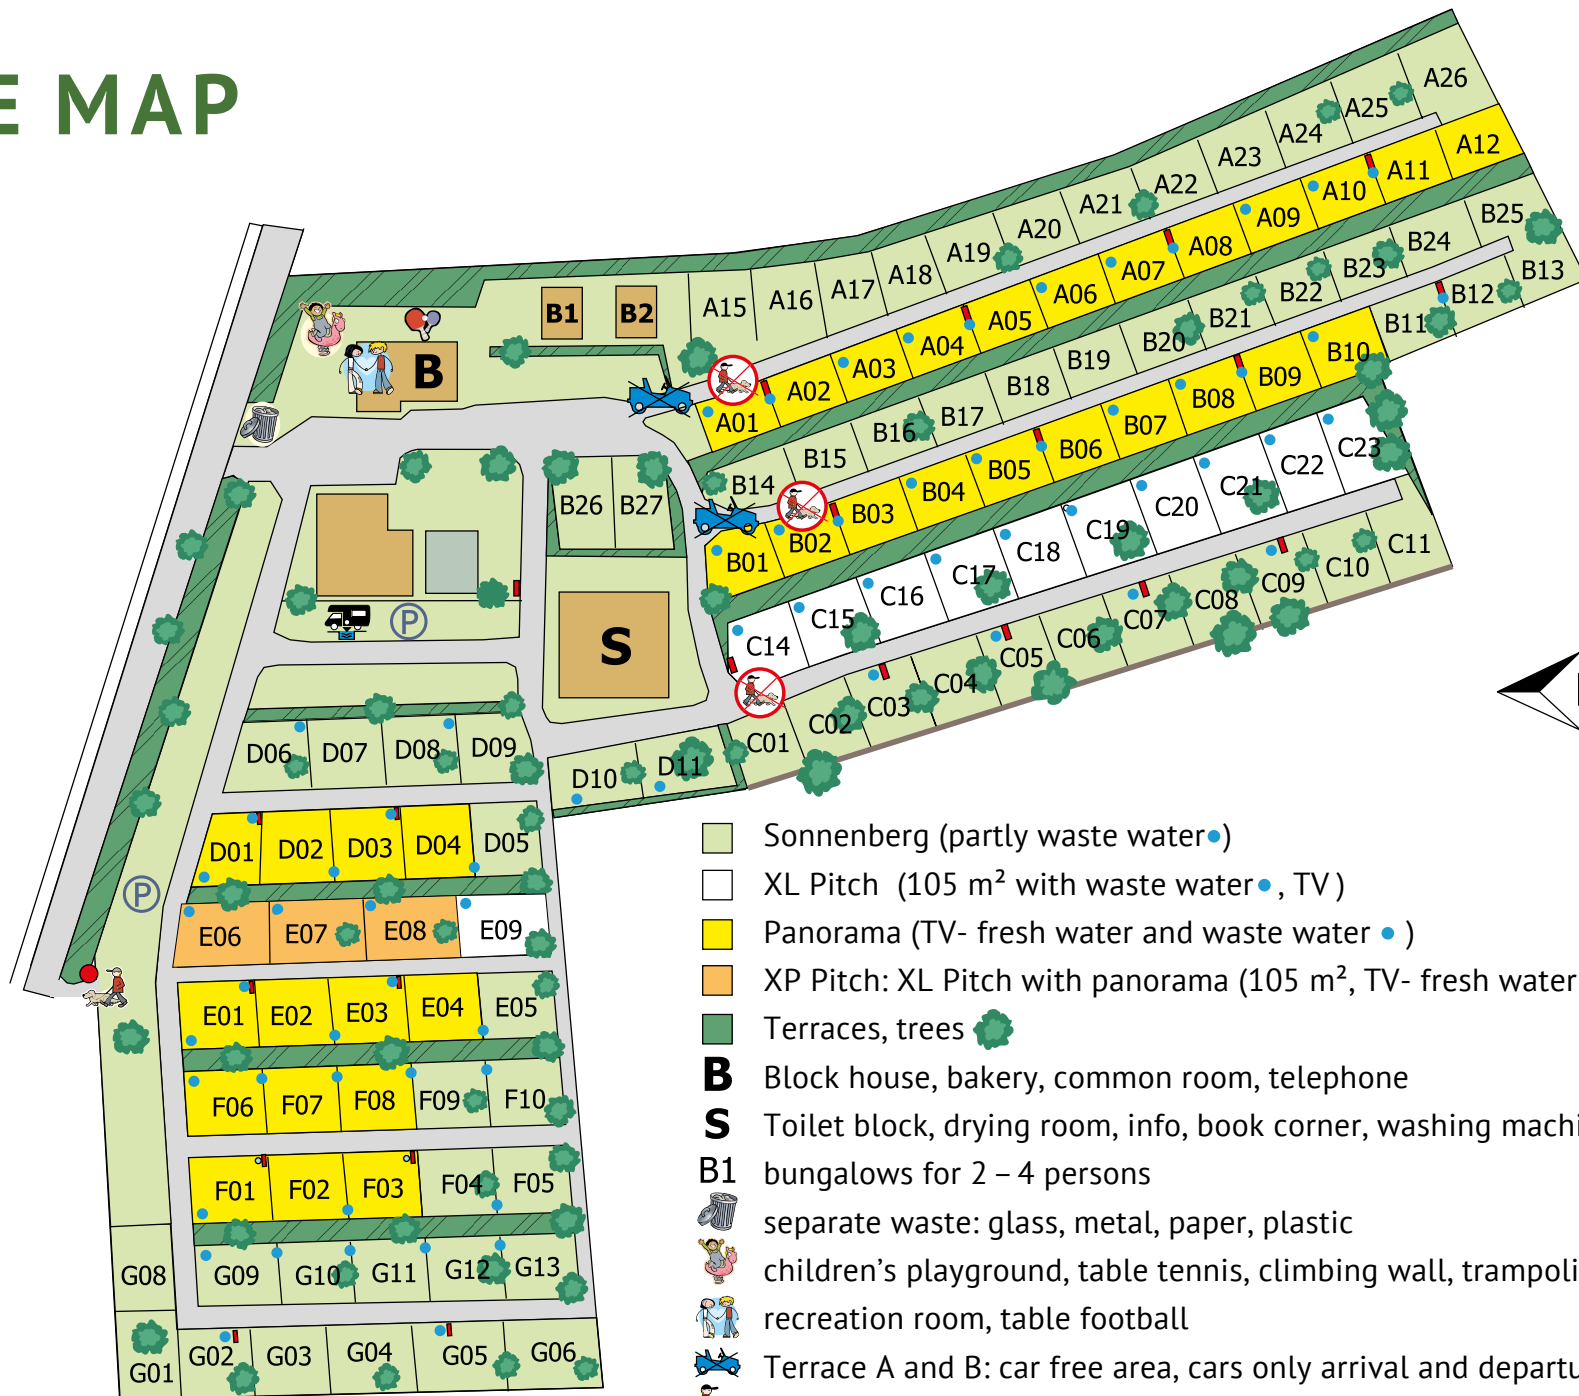 E MAP
A26
A25
A24
A23
A22
A21
A20
A19
A18
A17
A16
A15
A12
A11
A10
A09
A08
A07
A06
A05
A04
A03
A02
A01
B1
B2
B
B25
B24
B23
B22
B21
B20
B19
B18
B17
B16
B15
B14
B13
B12
B11
B10
B09
B08
B07
B06
B05
B04
B03
B02
B01
B26
B27
C23
C22
C21
C20
C19
C18
C17
C16
C15
C14
C11
C10
C09
C08
C07
C06
C05
C04
C03
C02
C01
P
S
D06
D07
D08
D09
D10
D11
D01
D02
D03
D04
D05
P
E06
E07
E08
E09
E01
E02
E03
E04
E05
F06
F07
F08
F09
F10
F01
F02
F03
F04
F05
G08
G09
G10
G11
G12
G13
G01
G02
G03
G04
G05
G06
Sonnenberg (partly waste water )
XL Pitch (105 m² with waste water , TV )
Panorama (TV- fresh water and waste water )
XP Pitch: XL Pitch with panorama (105 m², TV- fresh water
Terraces, trees
B Block house, bakery, common room, telephone
S Toilet block, drying room, info, book corner, washing machi
B1 bungalows for 2 – 4 persons
separate waste: glass, metal, paper, plastic
children's playground, table tennis, climbing wall, trampoli
recreation room, table football
Terrace A and B: car free area, cars only arrival and departu